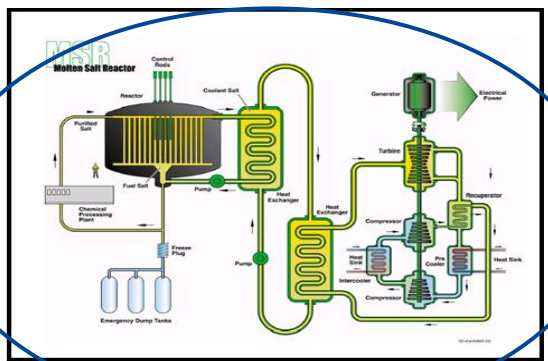 MSR
Molten Salt Reactor
Control
Rods
Reactor
Coolant Salt
Purified
Salt
Fuel Salt
Pump
Chemical
Processing
Plant
Freeze
Plug
Emergency Dump Tanks
Heat
Exchanger
Heat
Exchanger
Pump
Generator
Electrical
Power
Turbine
Recuperator
Compressor
Heat
Sink
Pre
Cooler
Heat Sink
Intercooler
Compressor